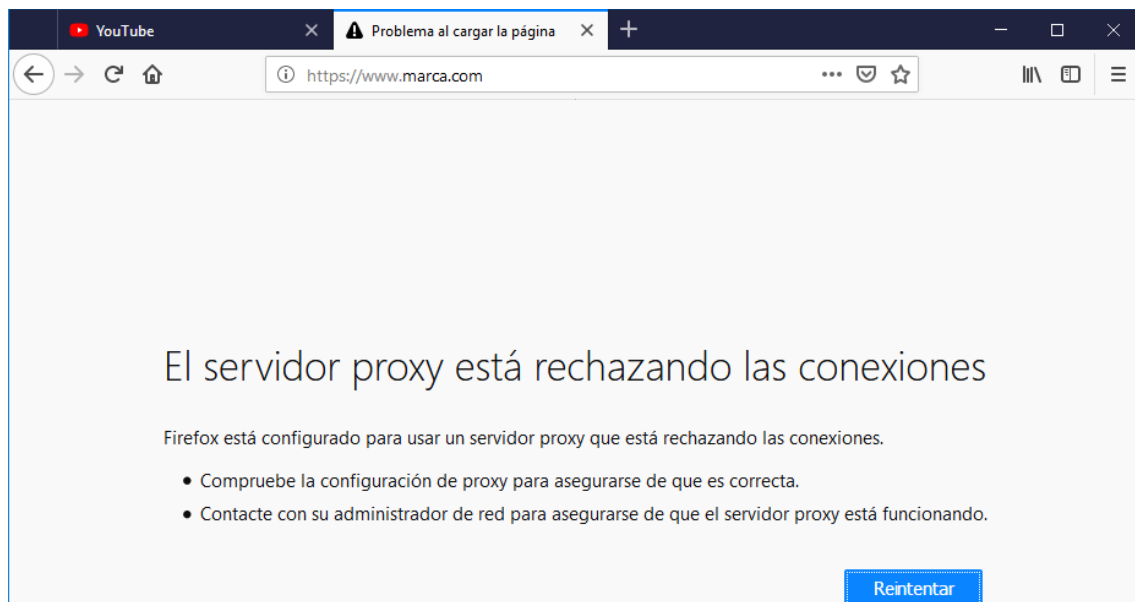 YouTube
Problema al cargar la página
https://www.marca.com
El servidor proxy está rechazando las conexiones
Firefox está configurado para usar un servidor proxy que está rechazando las conexiones.
Compruebe la configuración de proxy para asegurarse de que es correcta.
Contacte con su administrador de red para asegurarse de que el servidor proxy está funcionando.
Reintentar